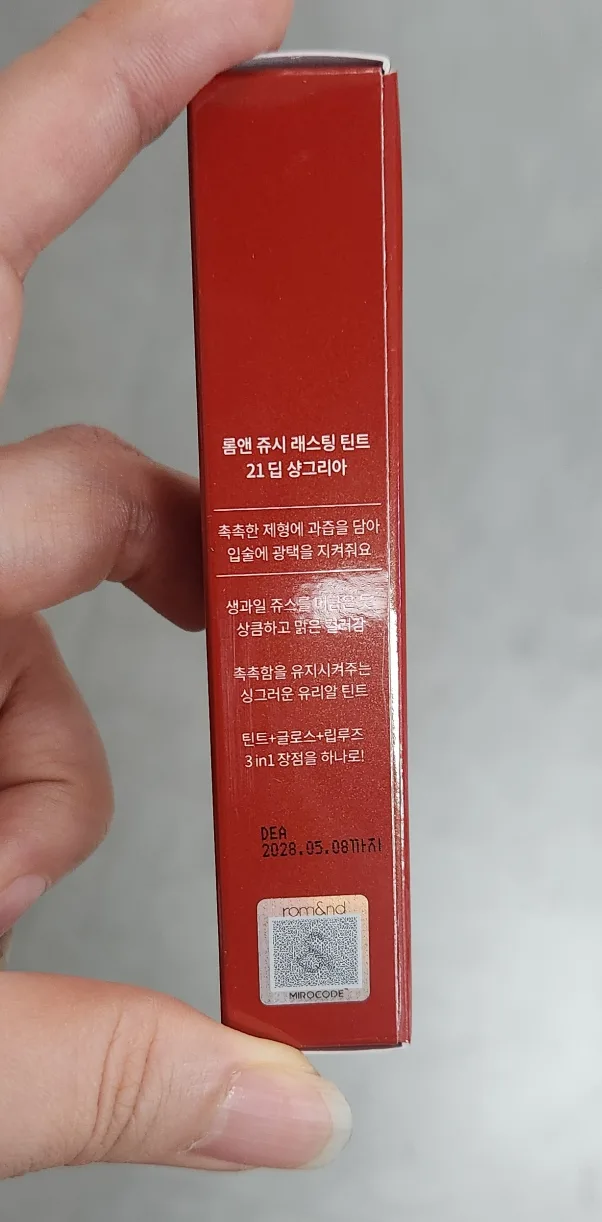 롬앤 쥬시 래스팅 틴트
21 딥 샹그리아
촉촉한 제형에 과즙을 담아
입술에 광택을 지켜줘요
생과일 쥬스를
상큼하고 맑은 컬러감
촉촉함을 유지시켜주는
싱그러운 유리알 틴트
틴트+글로스+립루즈
3 in1 장점을 하나로!
DEA
2028.05.08까지
rom&nd
MIROCODE™